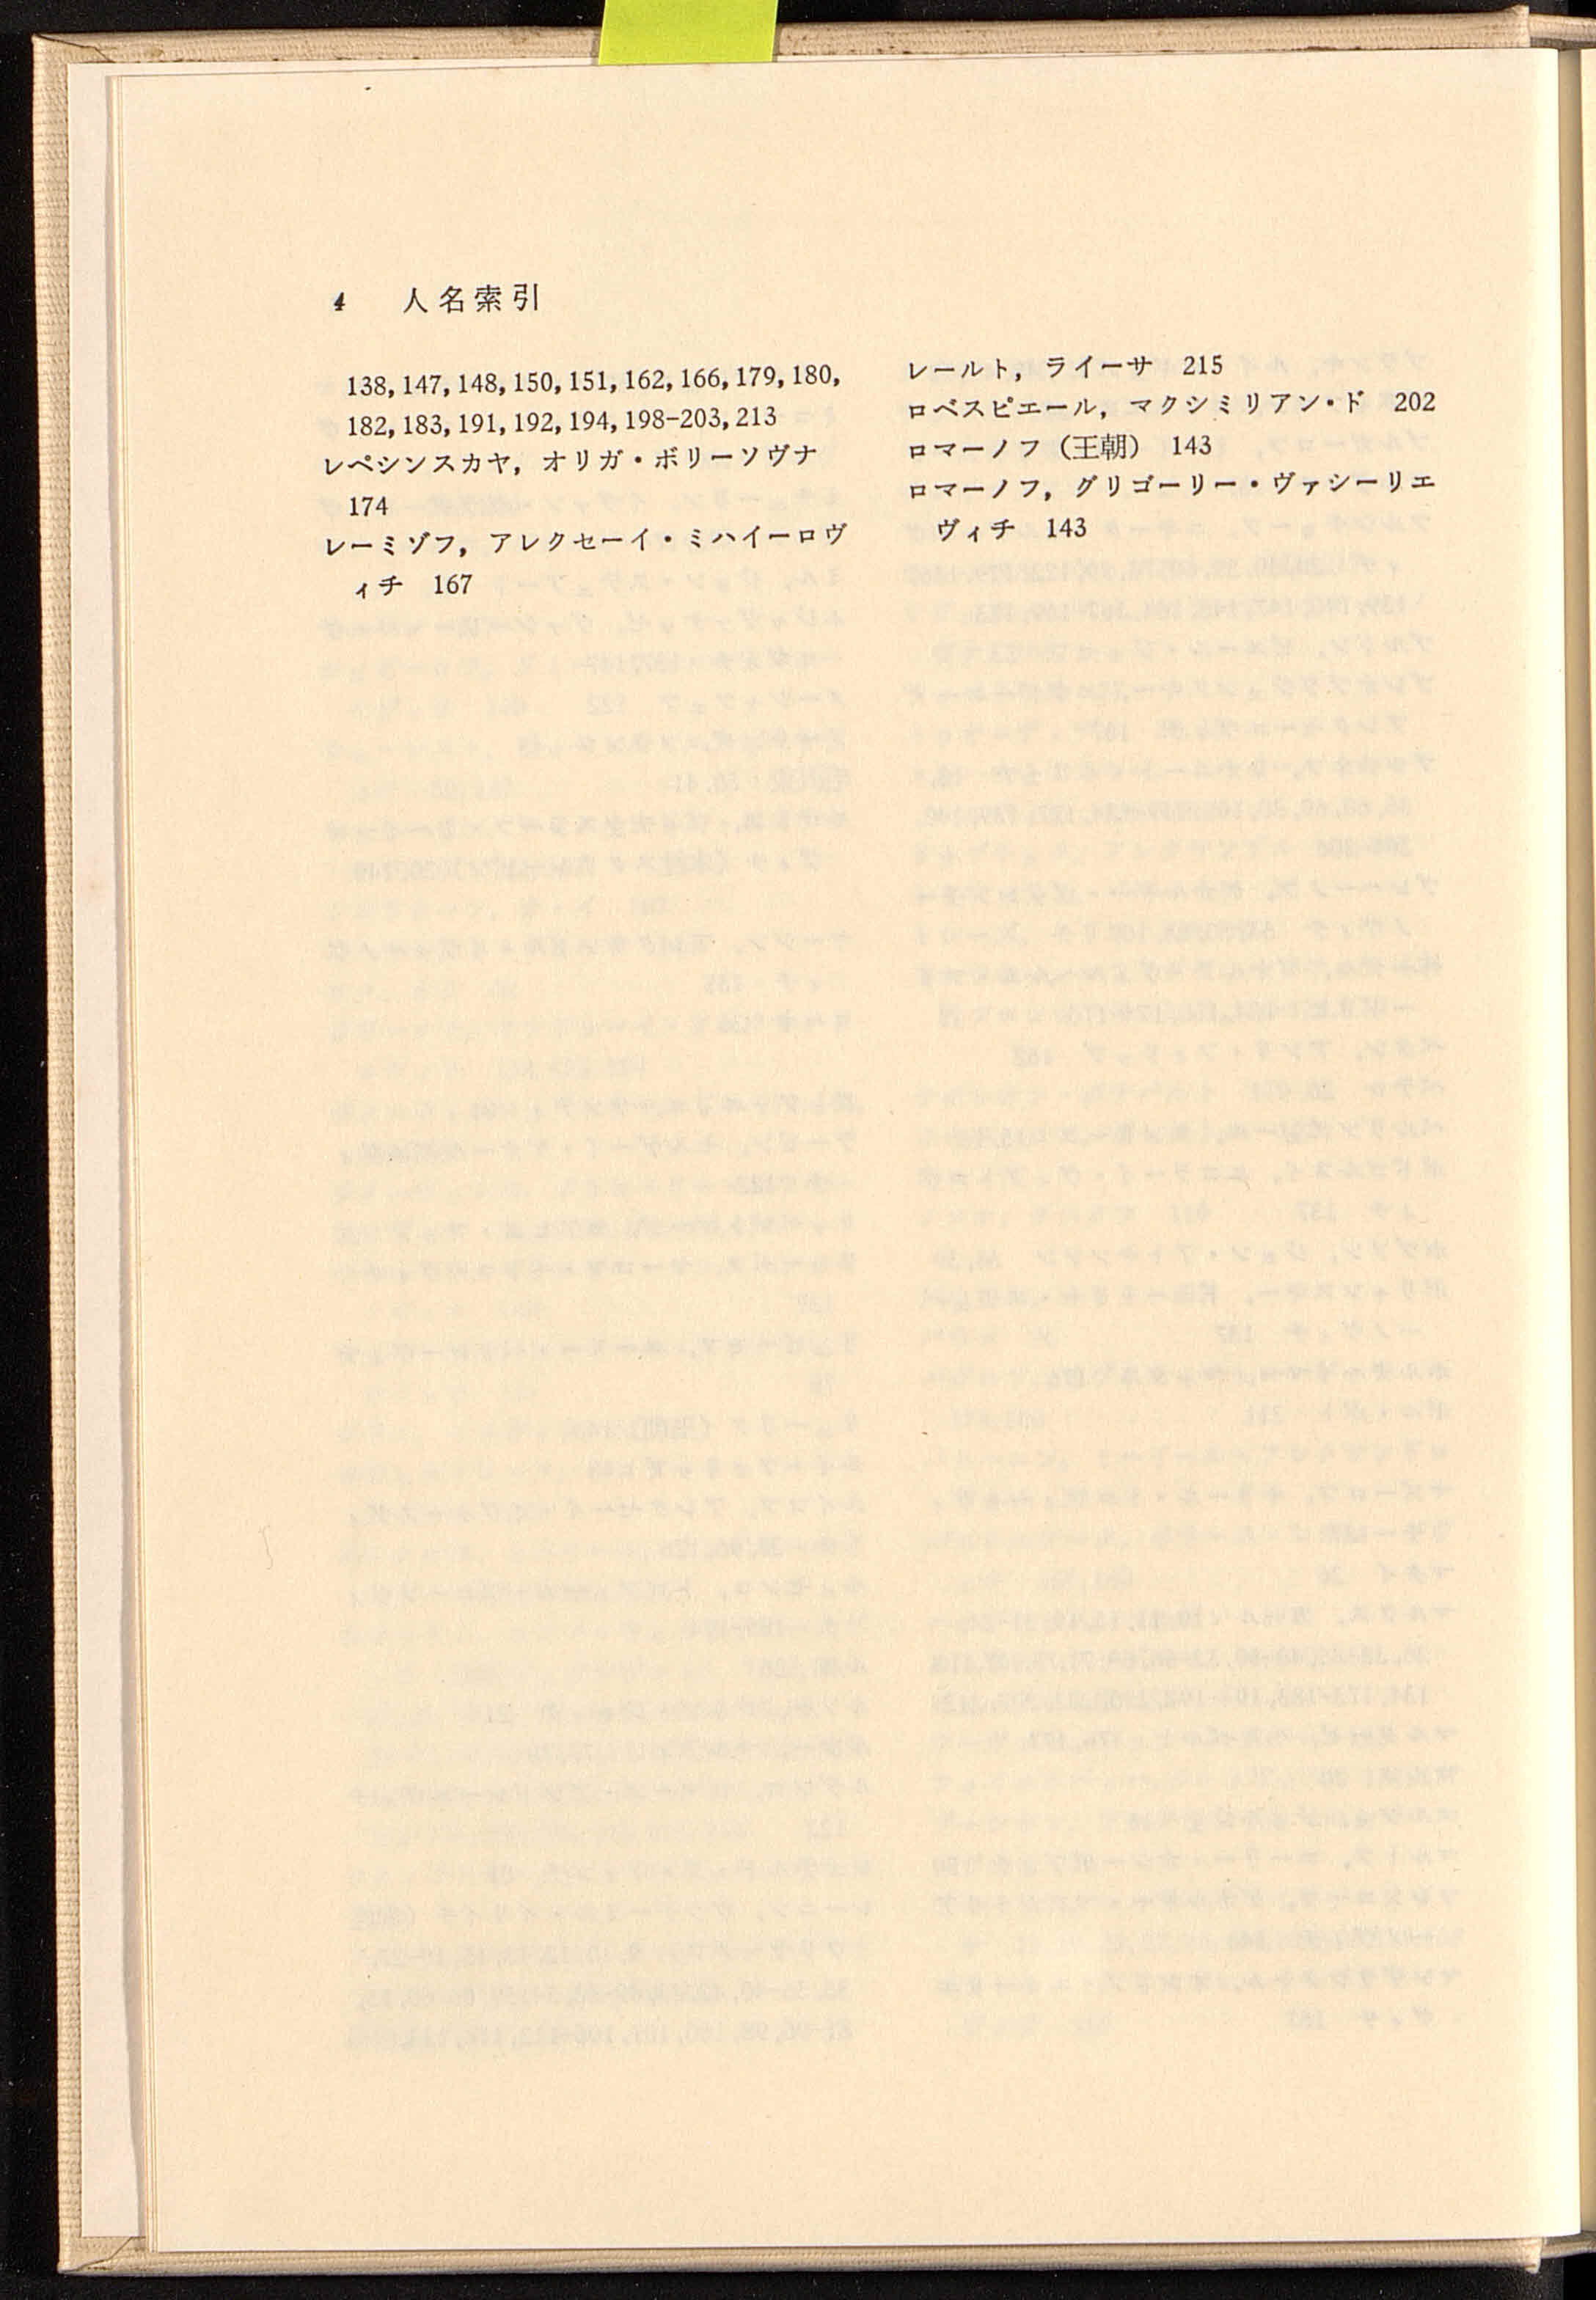 4 人名索引
138, 147, 148, 150, 151, 162, 166, 179, 180,
182, 183, 191, 192, 194, 198-203, 213
レペシンスカヤ, オリガ・ボリーソヴナ
174
レーミゾフ, アレクセーイ・ミハイーロヴ
ィチ 167
レールト, ライーサ 215
ロベスピエール, マクシミリアン・ド 202
ロマーノフ（王朝） 143
ロマーノフ, グリゴーリー・ヴァシーリエ
ヴィチ 143